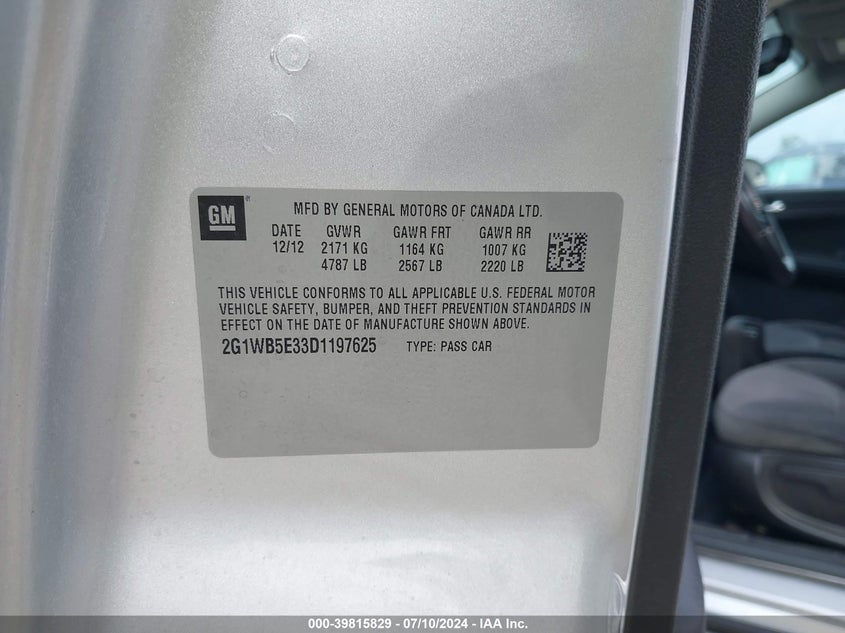 GM
MFD BY GENERAL MOTORS OF CANADA LTD.
DATE GVWR GAWR FRT GAWR RR
12/12 2171 KG 1164 KG 1007 KG
4787 LB 2567 LB 2220 LB
THIS VEHICLE CONFORMS TO ALL APPLICABLE U.S. FEDERAL MOTOR
VEHICLE SAFETY, BUMPER, AND THEFT PREVENTION STANDARDS IN
EFFECT ON THE DATE OF MANUFACTURE SHOWN ABOVE.
2G1WB5E33D1197625 TYPE: PASS CAR
000-39815829 - 07/10/2024 - IAA Inc.